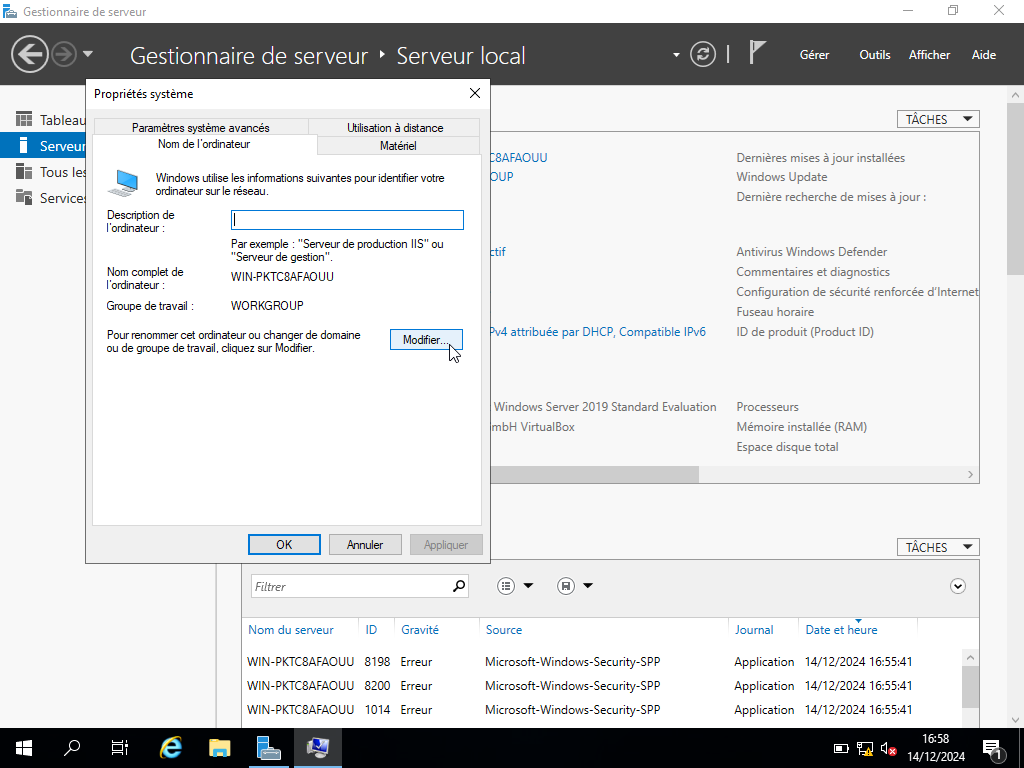 Gestionnaire de serveur
Gestionnaire de serveur
Serveur local
Gérer
Outils
Afficher
Aide
Propriétés système
Paramètres système avancés
Utilisation à distance
Nom de l'ordinateur
Matériel
Windows utilise les informations suivantes pour identifier votre
ordinateur sur le réseau.
Description de
l'ordinateur :
Par exemple : "Serveur de production IIS" ou
"Serveur de gestion".
Nom complet de
l'ordinateur :
WIN-PKTC8AFAOUU
Groupe de travail :
WORKGROUP
Pour renommer cet ordinateur ou changer de domaine
ou de groupe de travail, cliquez sur Modifier.
Modifier...
OK
Annuler
Appliquer
Tableau
Serveur
Tous les
Services
TÂCHES
C8AFAOUU
OUP
ctif
IPv4 attribuée par DHCP, Compatible IPv6
Windows Server 2019 Standard Evaluation
mbH VirtualBox
Dernières mises à jour installées
Windows Update
Dernière recherche de mises à jour :
Antivirus Windows Defender
Commentaires et diagnostics
Configuration de sécurité renforcée d'Internet
Fuseau horaire
ID de produit (Product ID)
Processeurs
Mémoire installée (RAM)
Espace disque total
TÂCHES
Filtrer
Nom du serveur ID Gravité Source Journal Date et heure
WIN-PKTC8AFAOUU 8198 Erreur Microsoft-Windows-Security-SPP Application 14/12/2024 16:55:41
WIN-PKTC8AFAOUU 8200 Erreur Microsoft-Windows-Security-SPP Application 14/12/2024 16:55:41
WIN-PKTC8AFAOUU 1014 Erreur Microsoft-Windows-Security-SPP Application 14/12/2024 16:55:41
16:58
14/12/2024
1